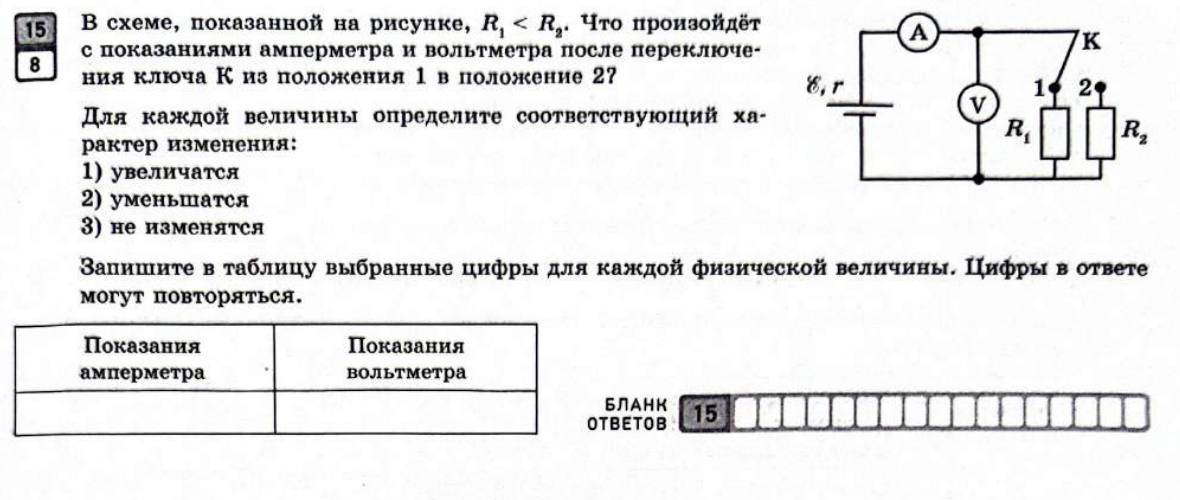 15
8
В схеме, показанной на рисунке, R₁ < R₂. Что произойдёт
с показаниями амперметра и вольтметра после переключе-
ния ключа К из положения 1 в положение 2?
Для каждой величины определите соответствующий ха-
рактер изменения:
1) увеличатся
2) уменьшатся
3) не изменятся
A
K
ℰ, r
V
1
2
R₁
R₂
Запишите в таблицу выбранные цифры для каждой физической величины. Цифры в ответе
могут повторяться.
Показания
амперметра
Показания
вольтметра
БЛАНК
ОТВЕТОВ
15